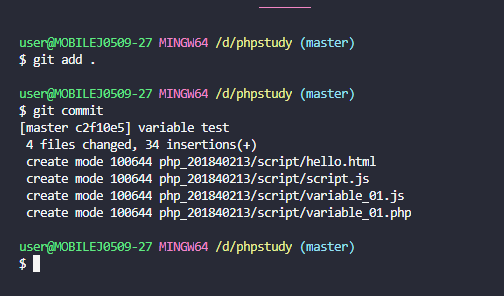 user@MOBILEJ0509-27 MINGW64 /d/phpstudy (master)
$ git add .
user@MOBILEJ0509-27 MINGW64 /d/phpstudy (master)
$ git commit
[master c2f10e5] variable test
 4 files changed, 34 insertions(+)
 create mode 100644 php_201840213/script/hello.html
 create mode 100644 php_201840213/script/script.js
 create mode 100644 php_201840213/script/variable_01.js
 create mode 100644 php_201840213/script/variable_01.php
user@MOBILEJ0509-27 MINGW64 /d/phpstudy (master)
$